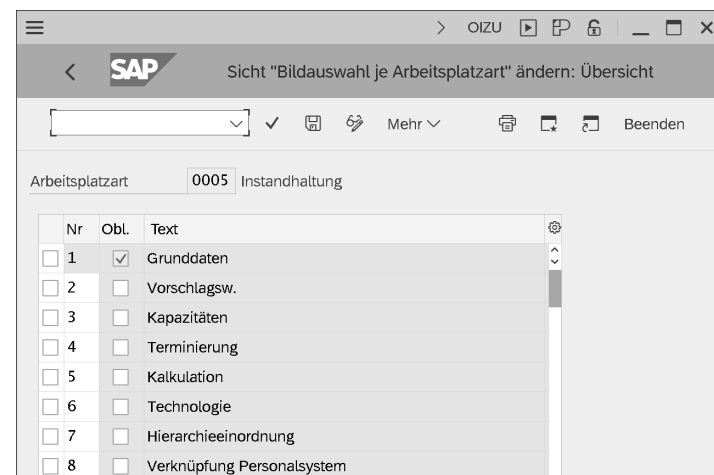 OIZU
SAP Sicht "Bildauswahl je Arbeitsplatzart" ändern: Übersicht
Mehr Beenden
Arbeitsplatzart 0005 Instandhaltung
Nr Obl. Text
1 Grunddaten
2 Vorschlagsw.
3 Kapazitäten
4 Terminierung
5 Kalkulation
6 Technologie
7 Hierarchieeinordnung
8 Verknüpfung Personalsystem